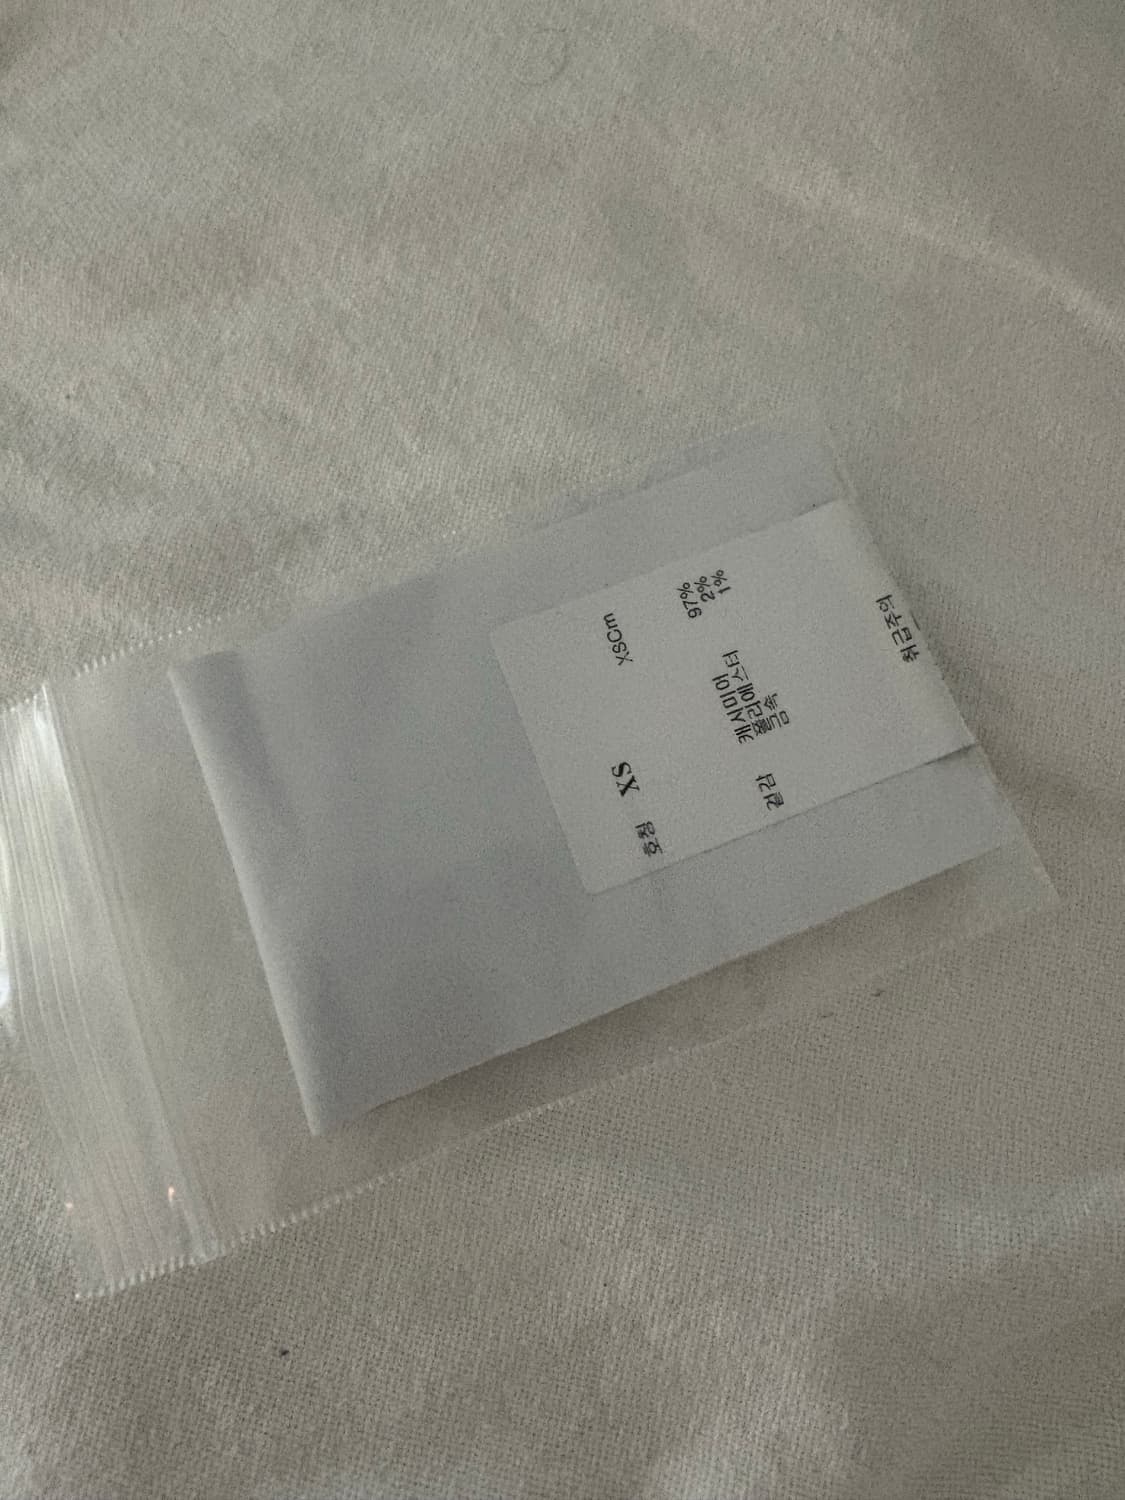 호칭 XS XSCm
겉감 캐시미어 97%
폴리에스터 2%
금속 1%
취급주의